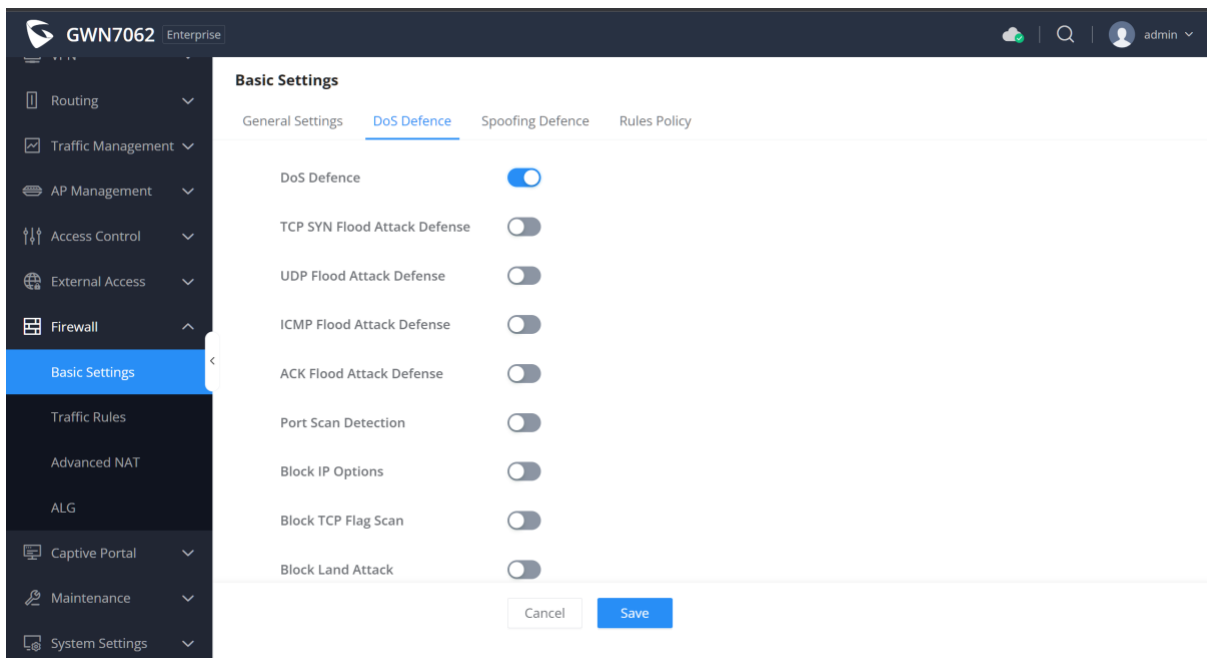 GWN7062 Enterprise
admin
VPN
Routing
Traffic Management
AP Management
Access Control
External Access
Firewall
Basic Settings
Traffic Rules
Advanced NAT
ALG
Captive Portal
Maintenance
System Settings
Basic Settings
General Settings DoS Defence Spoofing Defence Rules Policy
DoS Defence
TCP SYN Flood Attack Defense
UDP Flood Attack Defense
ICMP Flood Attack Defense
ACK Flood Attack Defense
Port Scan Detection
Block IP Options
Block TCP Flag Scan
Block Land Attack
Cancel Save